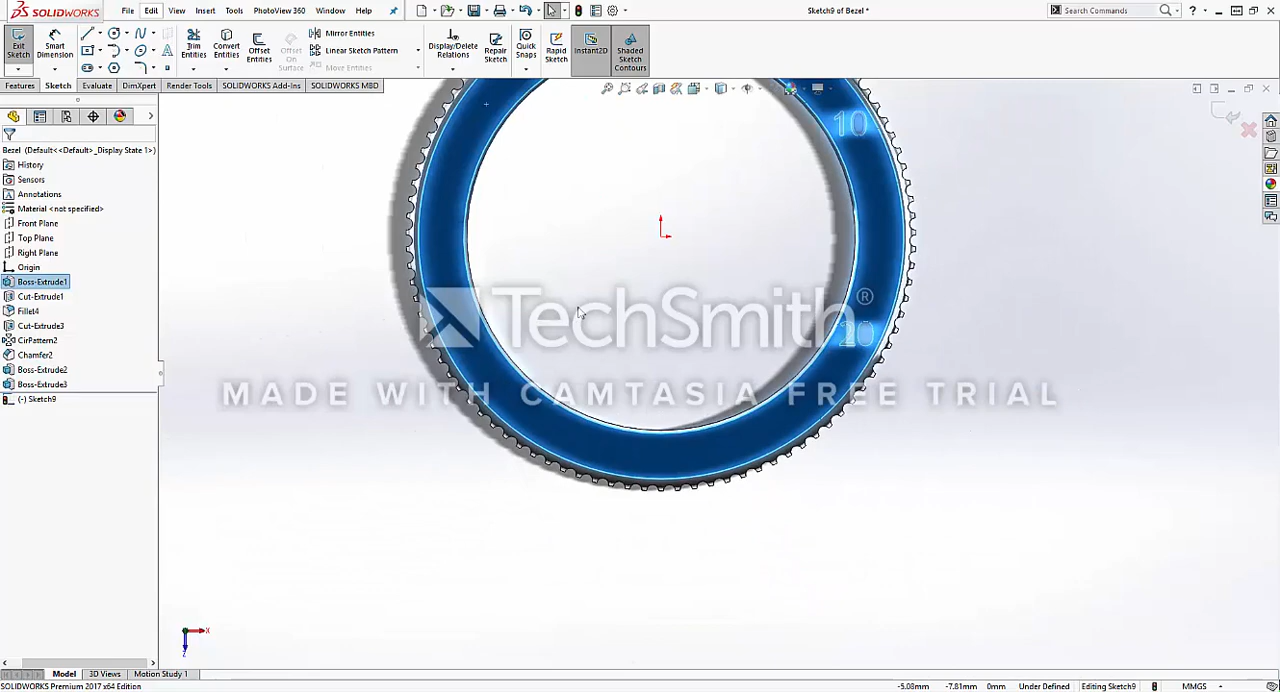 SOLIDWORKS
File Edit View Insert Tools PhotoView 360 Window Help
Sketch9 of Bezel *
Search Commands
Exit Sketch
Smart Dimension
Trim Entities
Convert Entities
Offset Entities
Offset On Surface
Mirror Entities
Linear Sketch Pattern
Move Entities
Display/Delete Relations
Repair Sketch
Quick Snaps
Rapid Sketch
Instant2D
Shaded Sketch Contours
Features Sketch Evaluate DimXpert Render Tools SOLIDWORKS Add-Ins SOLIDWORKS MBD
Bezel (Default<<Default>_Display State 1>)
History
Sensors
Annotations
Material <not specified>
Front Plane
Top Plane
Right Plane
Origin
Boss-Extrude1
Cut-Extrude1
Fillet4
Cut-Extrude3
CirPattern2
Chamfer2
Boss-Extrude2
Boss-Extrude3
(-) Sketch9
10
20
TechSmith®
MADE WITH CAMTASIA FREE TRIAL
X
Z
Model 3D Views Motion Study 1
SOLIDWORKS Premium 2017 x64 Edition
-5.08mm -7.81mm 0mm Under Defined Editing Sketch9 MMGS